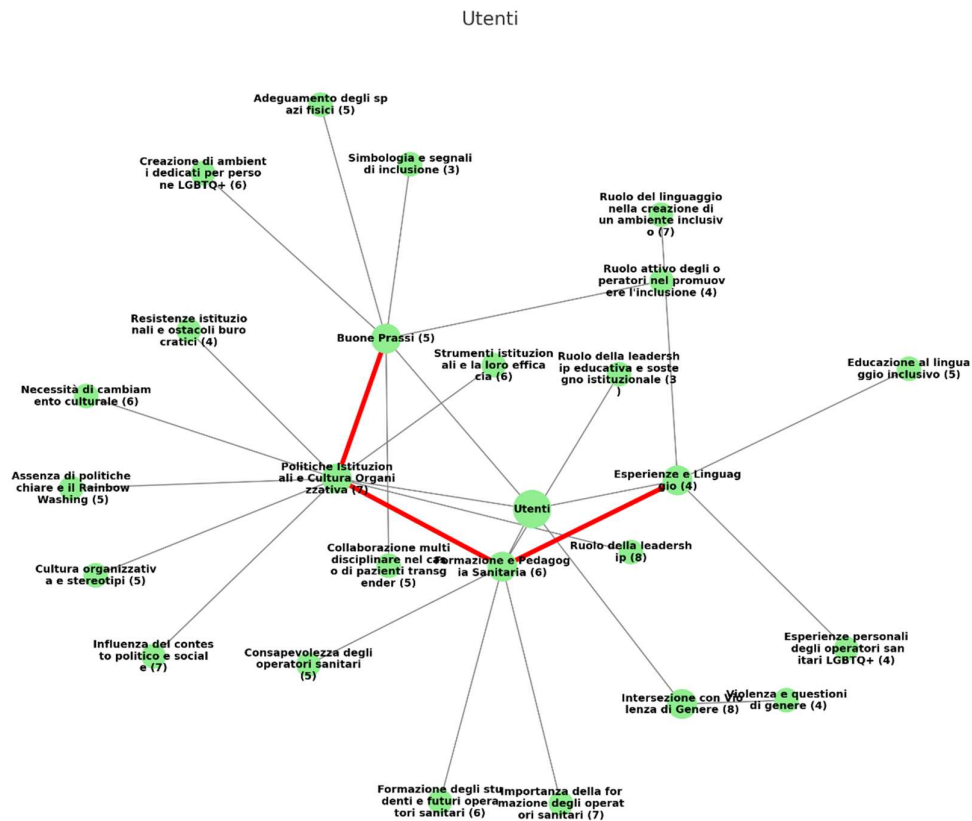 Utenti
Adeguamento degli sp
azi fisici (5)
Creazione di ambient
i dedicati per perso
ne LGBTQ+ (6)
Simbologia e segnali
di inclusione (3)
Ruolo del linguaggio
nella creazione di
un ambiente inclusiv
o (7)
Ruolo attivo degli o
peratori nel promuov
ere l'inclusione (4)
Resistenze istituzio
nali e ostacoli buro
cratici (4)
Buone Prassi (5)
Strumenti istituzion
ali e la loro effica
cia (6)
Ruolo della leadersh
ip educativa e soste
gno istituzionale (3
)
Educazione al lingua
ggio inclusivo (5)
Necessità di cambiam
ento culturale (6)
Assenza di politiche
chiare e il Rainbow
Washing (5)
Politiche Istituzion
ali e Cultura Organi
zzativa (7)
Esperienze e Linguag
gio (4)
Utenti
Cultura organizzativ
a e stereotipi (5)
Collaborazione multi
disciplinare nel cas
o di pazienti transg
ender (5)
Formazione e Pedagog
ia Sanitaria (6)
Ruolo della leadersh
ip (8)
Influenza del contes
to politico e social
e (7)
Consapevolezza degli
operatori sanitari
(5)
Esperienze personali
degli operatori san
itari LGBTQ+ (4)
Intersezione con Vio
lenza di Genere (8)
Violenza e questioni
di genere (4)
Formazione degli stu
denti e futuri opera
tori sanitari (6)
Importanza della for
mazione degli operat
ori sanitari (7)